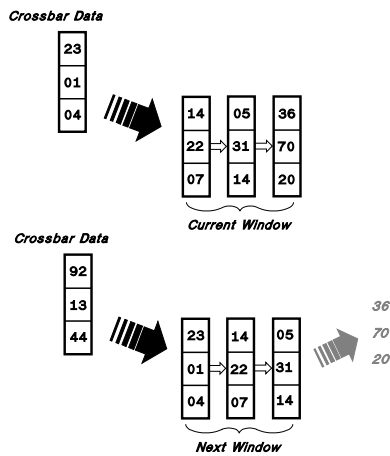 Crossbar Data
23
01
04
14 05 36
22 31 70
07 14 20
Current Window
Crossbar Data
92
13
44
23 14 05
01 22 31
04 07 14
36
70
20
Next Window